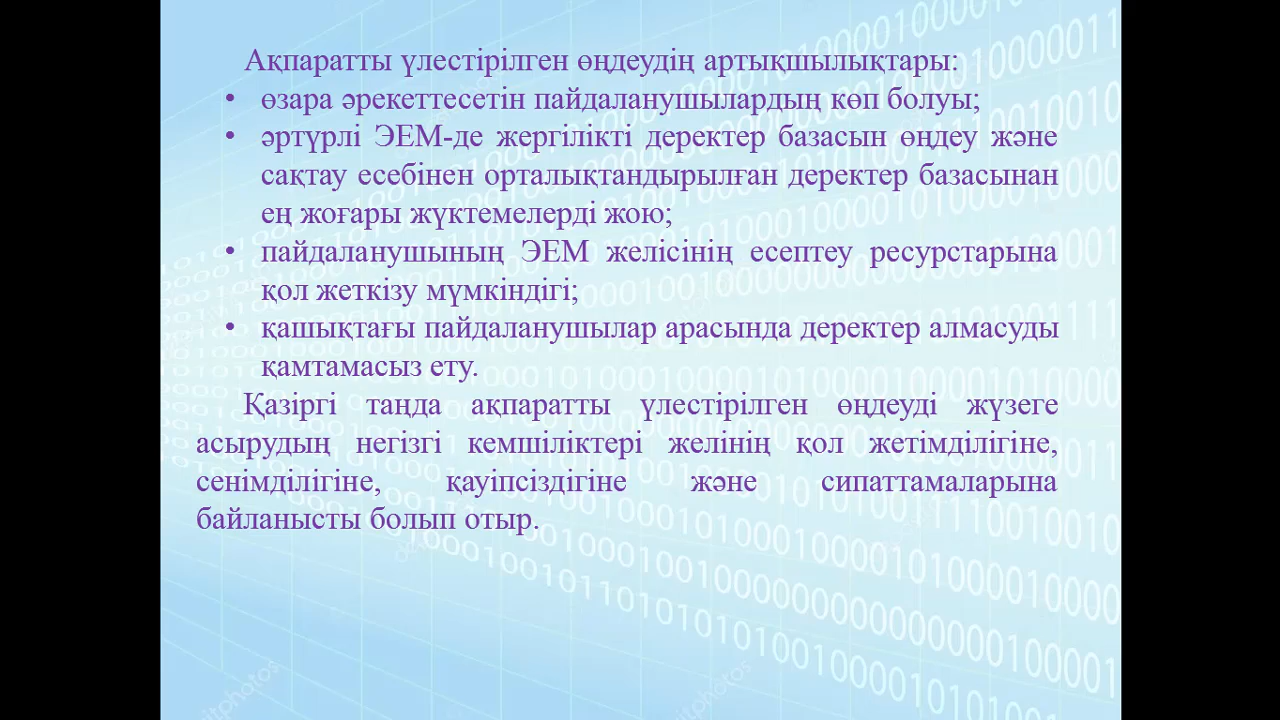 Ақпаратты үлестірілген өңдеудің артықшылықтары:
• өзара әрекеттесетін пайдаланушылардың көп болуы;
• әртүрлі ЭЕМ-де жергілікті деректер базасын өңдеу және
сақтау есебінен орталықтандырылған деректер базасынан
ең жоғары жүктемелерді жою;
• пайдаланушының ЭЕМ желісінің есептеу ресурстарына
қол жеткізу мүмкіндігі;
• қашықтағы пайдаланушылар арасында деректер алмасуды
қамтамасыз ету.
Қазіргі таңда ақпаратты үлестірілген өңдеуді жүзеге
асырудың негізгі кемшіліктері желінің қол жетімділігіне,
сенімділігіне, қауіпсіздігіне және сипаттамаларына
байланысты болып отыр.